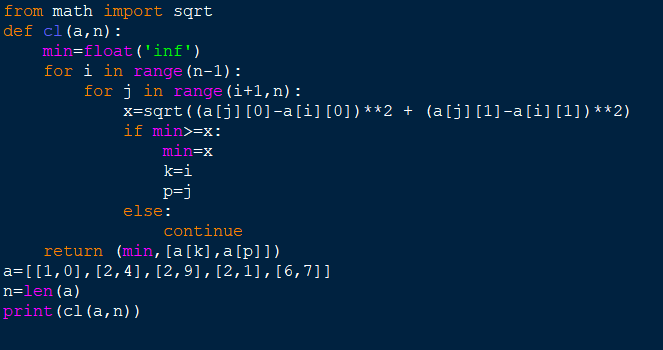 from math import sqrt
def cl(a,n):
    min=float('inf')
    for i in range(n-1):
        for j in range(i+1,n):
            x=sqrt((a[j][0]-a[i][0])**2 + (a[j][1]-a[i][1])**2)
            if min>=x:
                min=x
                k=i
                p=j
            else:
                continue
    return (min,[a[k],a[p]])
a=[[1,0],[2,4],[2,9],[2,1],[6,7]]
n=len(a)
print(cl(a,n))